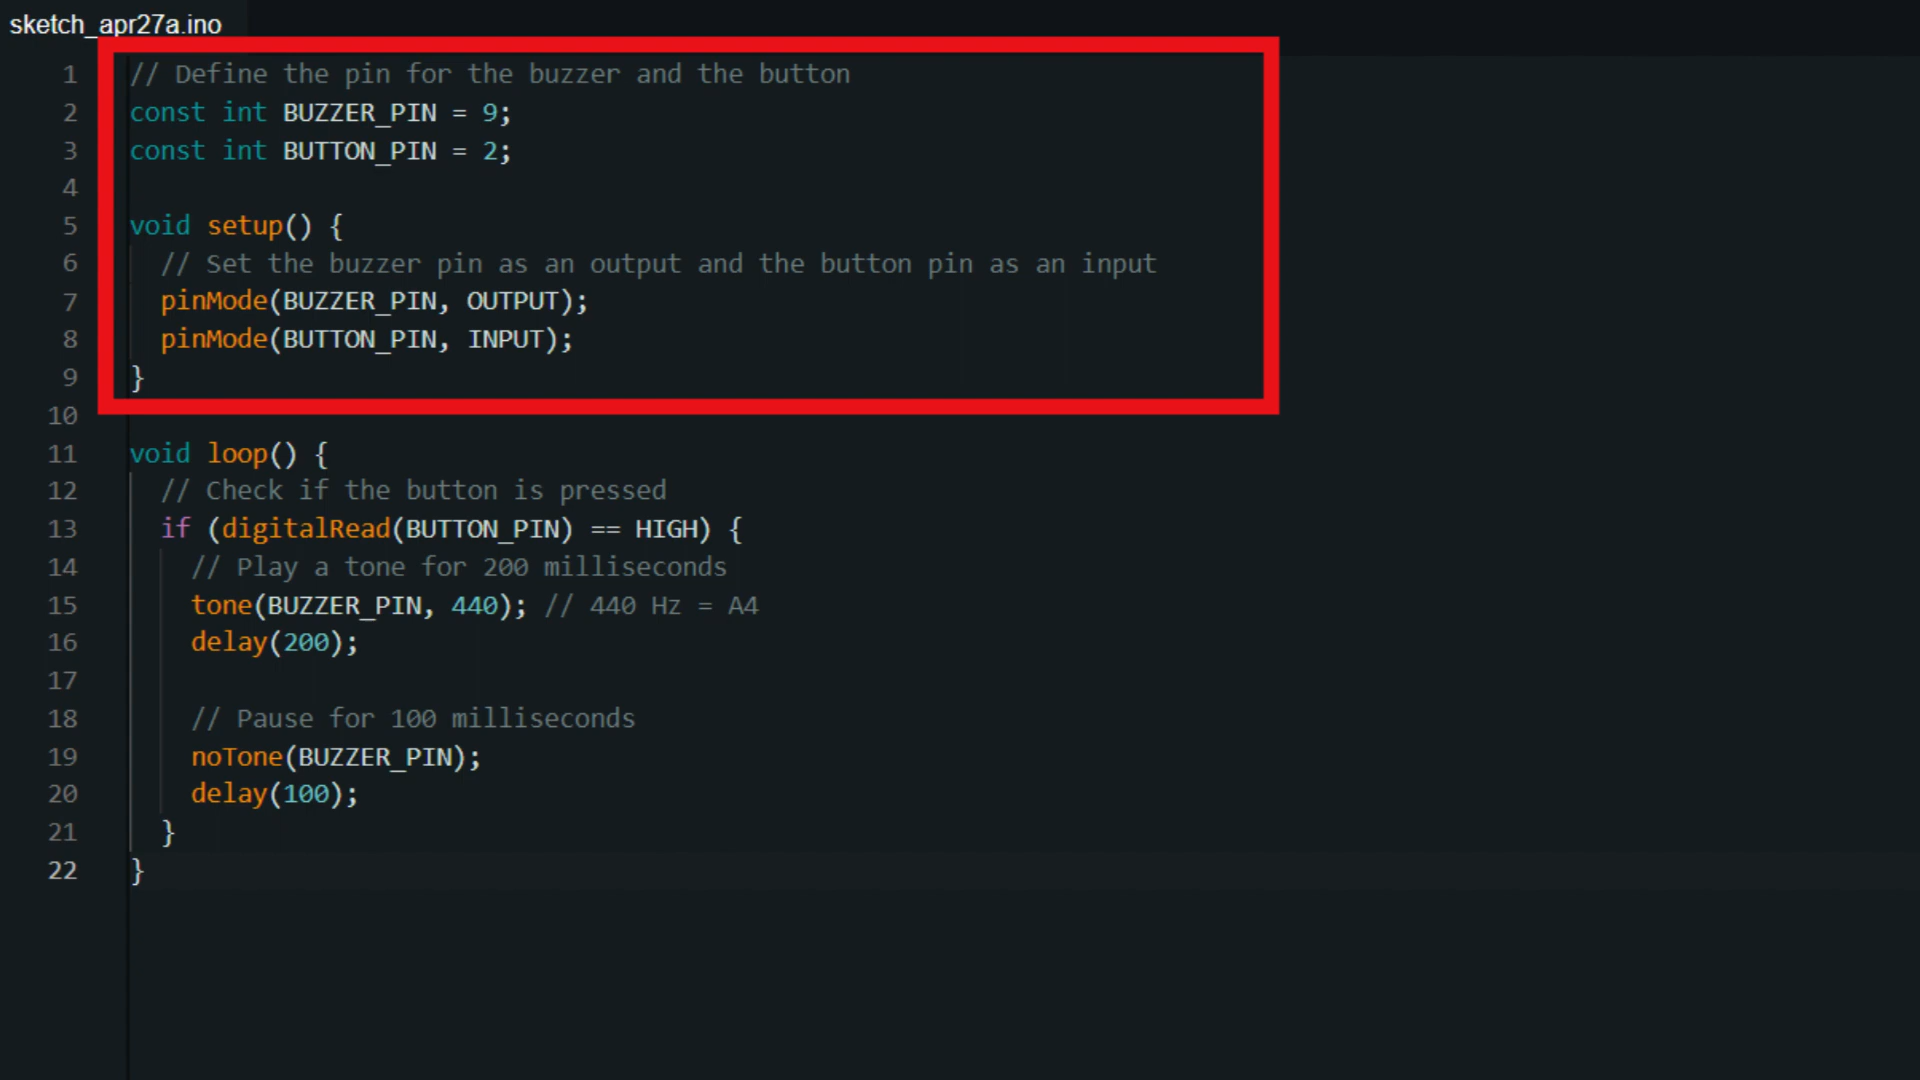 sketch_apr27a.ino
1 // Define the pin for the buzzer and the button
2 const int BUZZER_PIN = 9;
3 const int BUTTON_PIN = 2;
4
5 void setup() {
6   // Set the buzzer pin as an output and the button pin as an input
7   pinMode(BUZZER_PIN, OUTPUT);
8   pinMode(BUTTON_PIN, INPUT);
9 }
10
11 void loop() {
12   // Check if the button is pressed
13   if (digitalRead(BUTTON_PIN) == HIGH) {
14     // Play a tone for 200 milliseconds
15     tone(BUZZER_PIN, 440); // 440 Hz = A4
16     delay(200);
17
18     // Pause for 100 milliseconds
19     noTone(BUZZER_PIN);
20     delay(100);
21   }
22 }